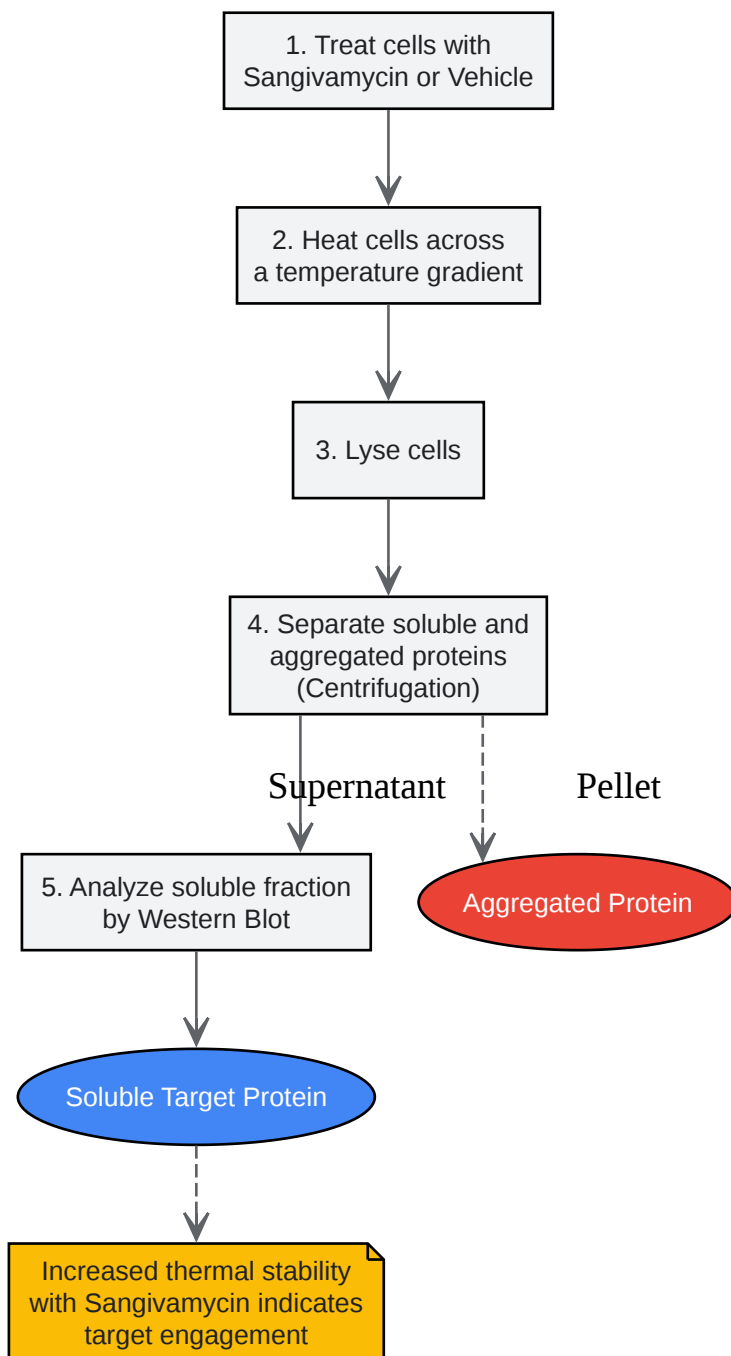 1. Treat cells with
Sangivamycin or Vehicle
2. Heat cells across
a temperature gradient
3. Lyse cells
4. Separate soluble and
aggregated proteins
(Centrifugation)
Supernatant
Pellet
5. Analyze soluble fraction
by Western Blot
Aggregated Protein
Soluble Target Protein
Increased thermal stability
with Sangivamycin indicates
target engagement